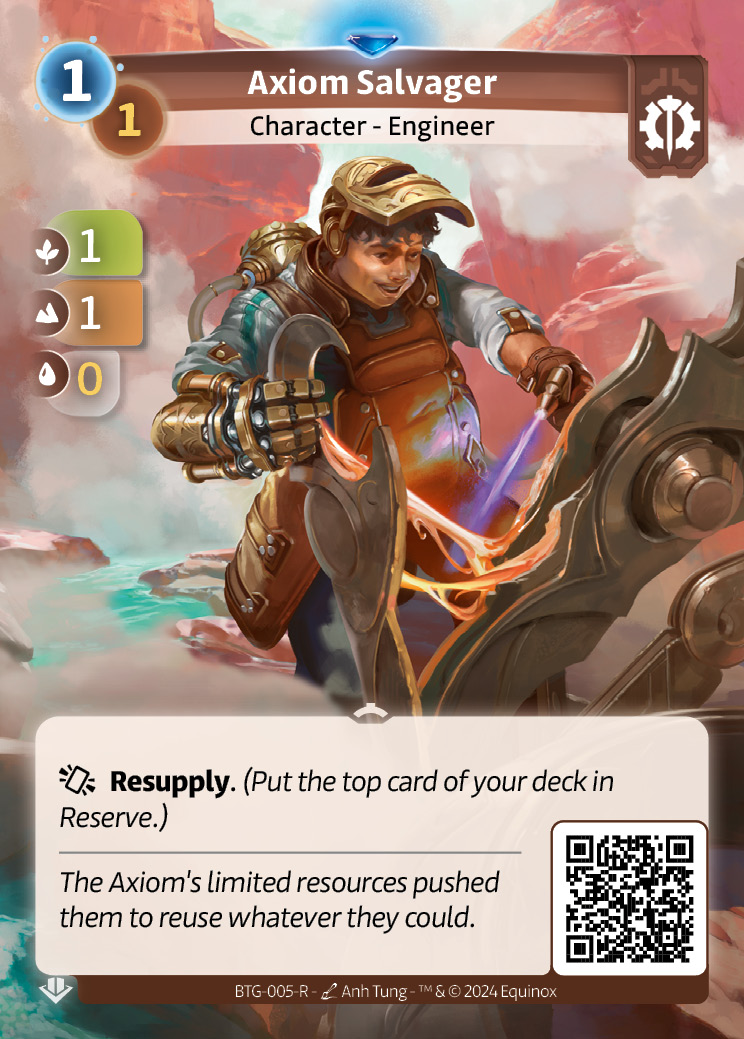 1
Axiom Salvager
1
Character - Engineer
1
1
0
Resupply. (Put the top card of your deck in
Reserve.)
The Axiom's limited resources pushed
them to reuse whatever they could.
BTG-005-R - Anh Tung - ™ & © 2024 Equinox